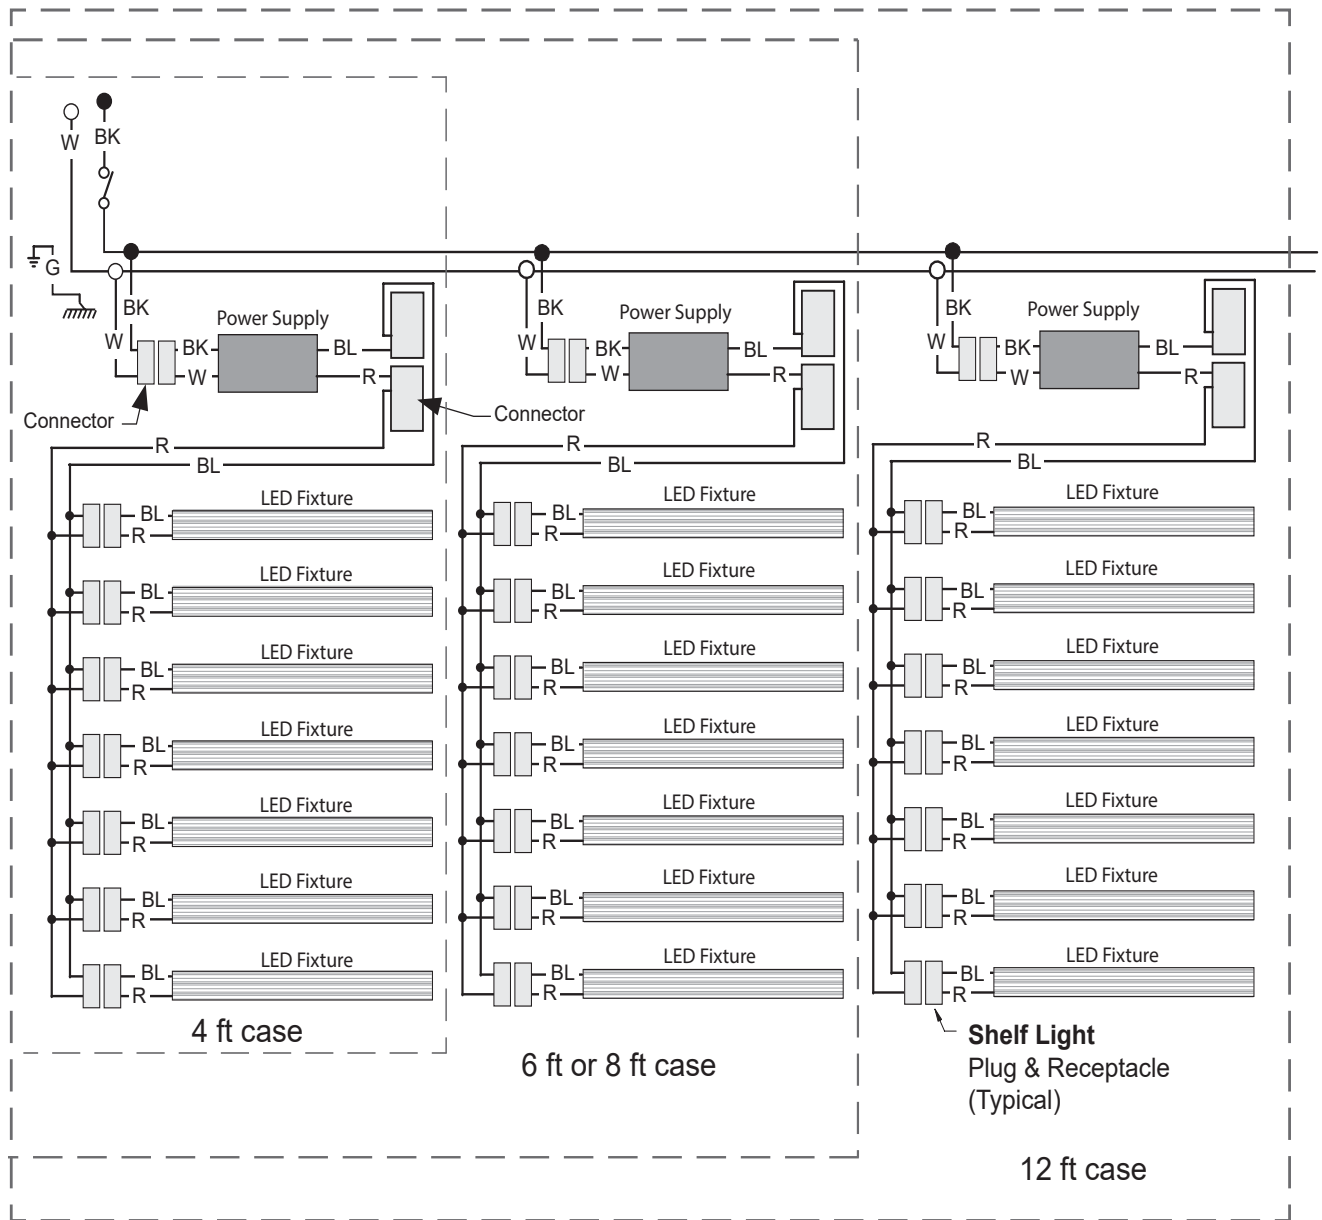 W
BK
G
BK
W
Power Supply
BK
W
BL
R
Connector
Connector
R
BL
LED Fixture
BL
R
LED Fixture
BL
R
LED Fixture
BL
R
LED Fixture
BL
R
LED Fixture
BL
R
LED Fixture
BL
R
LED Fixture
BL
R
4 ft case
BK
W
Power Supply
BK
W
BL
R
R
BL
LED Fixture
BL
R
LED Fixture
BL
R
LED Fixture
BL
R
LED Fixture
BL
R
LED Fixture
BL
R
LED Fixture
BL
R
LED Fixture
BL
R
6 ft or 8 ft case
BK
W
Power Supply
BK
W
BL
R
R
BL
LED Fixture
BL
R
LED Fixture
BL
R
LED Fixture
BL
R
LED Fixture
BL
R
LED Fixture
BL
R
LED Fixture
BL
R
LED Fixture
BL
R
Shelf Light
Plug & Receptacle
(Typical)
12 ft case